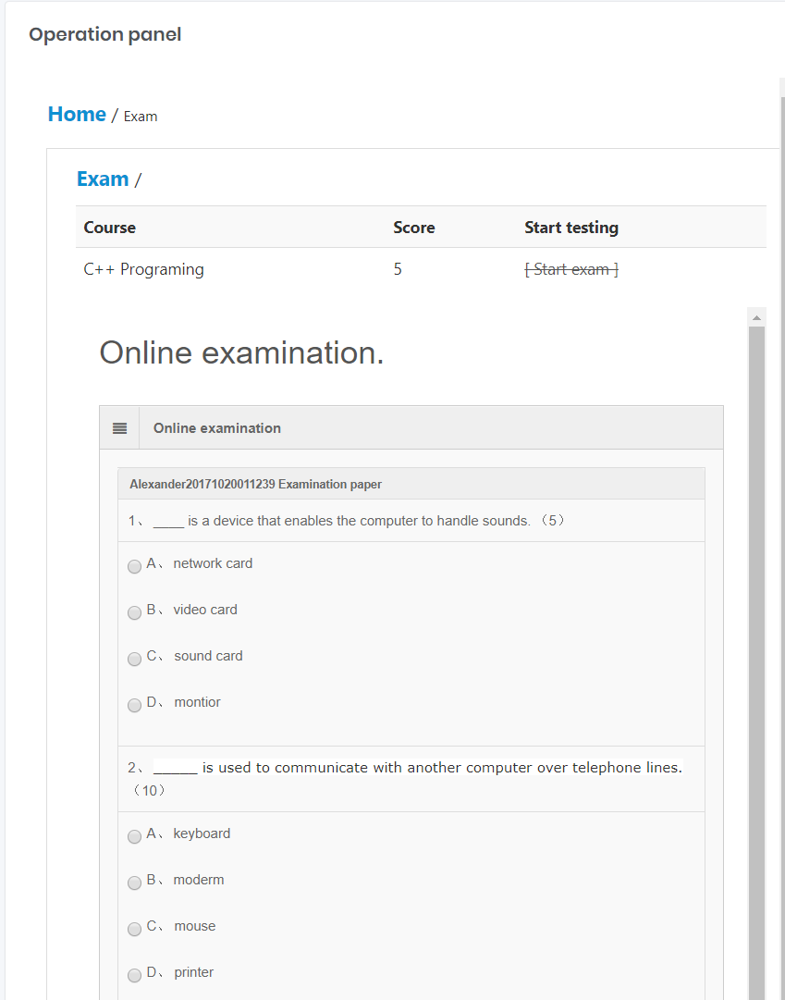 Operation panel
Home / Exam
Exam /
Course Score Start testing
C++ Programing 5 [ Start exam ]
Online examination.
Online examination
Alexander20171020011239 Examination paper
1、 ____ is a device that enables the computer to handle sounds. （5）
A、 network card
B、 video card
C、 sound card
D、 montior
2、 _____ is used to communicate with another computer over telephone lines.
（10）
A、 keyboard
B、 moderm
C、 mouse
D、 printer